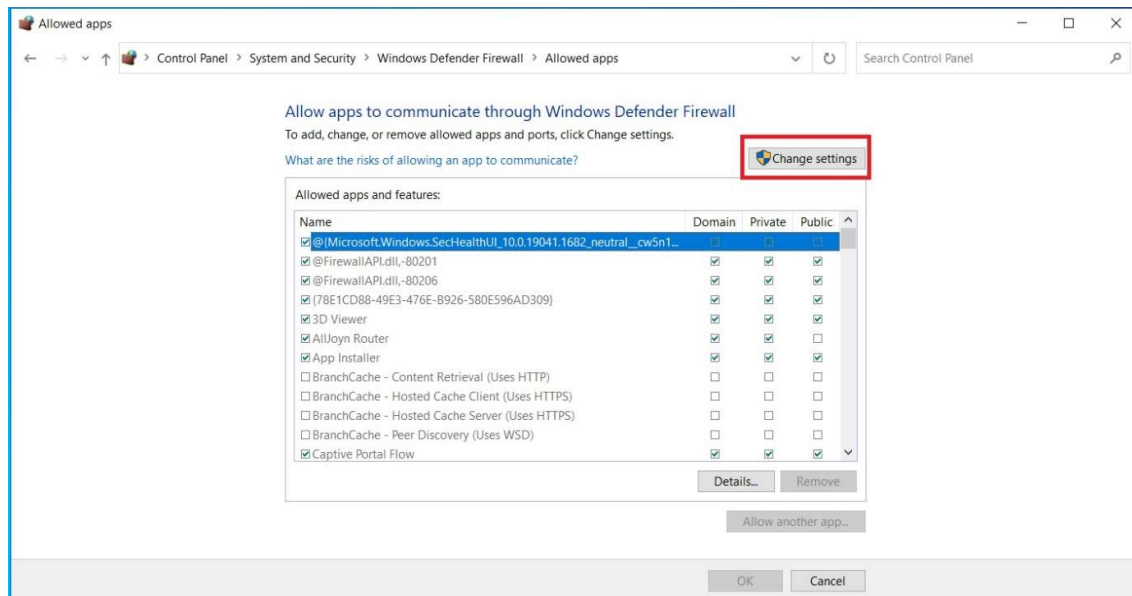 Allowed apps
Control Panel > System and Security > Windows Defender Firewall > Allowed apps
Search Control Panel
Allow apps to communicate through Windows Defender Firewall
To add, change, or remove allowed apps and ports, click Change settings.
What are the risks of allowing an app to communicate?
Change settings
Allowed apps and features:
Name Domain Private Public
@{Microsoft.Windows.SecHealthUI_10.0.19041.1682_neutral__cw5n1...
@FirewallAPI.dll,-80201
@FirewallAPI.dll,-80206
{78E1CD88-49E3-476E-B926-580E596AD309}
3D Viewer
AllJoyn Router
App Installer
BranchCache - Content Retrieval (Uses HTTP)
BranchCache - Hosted Cache Client (Uses HTTPS)
BranchCache - Hosted Cache Server (Uses HTTPS)
BranchCache - Peer Discovery (Uses WSD)
Captive Portal Flow
Details... Remove
Allow another app...
OK Cancel